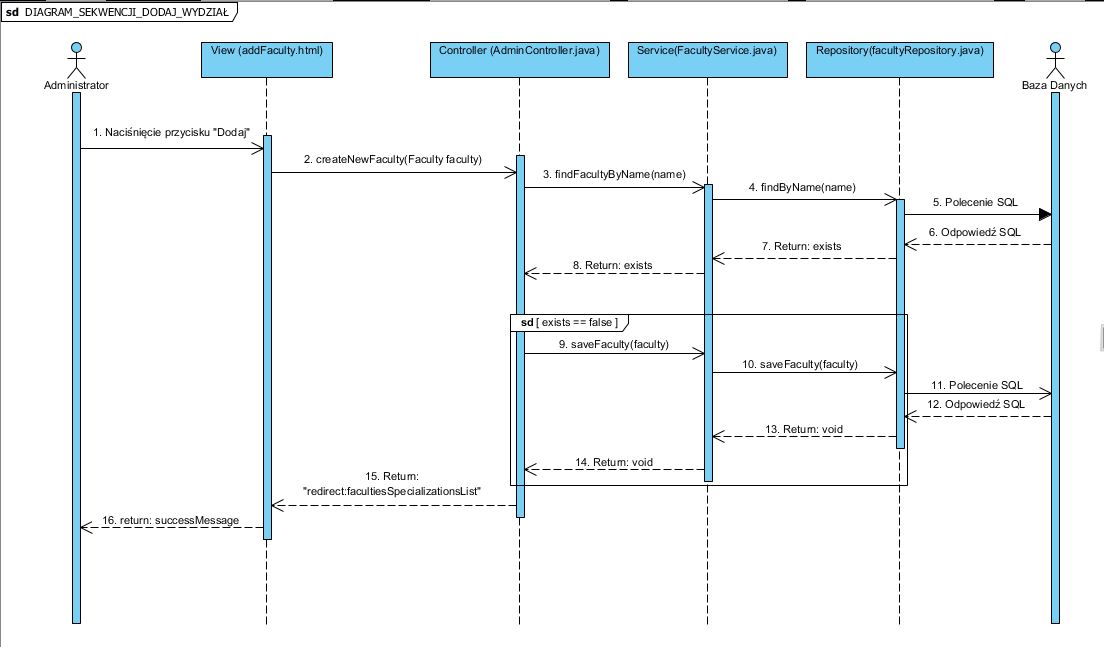 sd DIAGRAM_SEKWENCJI_DODAJ_WYDZIAŁ
Administrator
View (addFaculty.html)
Controller (AdminController.java)
Service(FacultyService.java)
Repository(facultyRepository.java)
Baza Danych
1. Naciśnięcie przycisku "Dodaj"
2. createNewFaculty(Faculty faculty)
3. findFacultyByName(name)
4. findByName(name)
5. Polecenie SQL
6. Odpowiedź SQL
7. Return: exists
8. Return: exists
sd [ exists == false ]
9. saveFaculty(faculty)
10. saveFaculty(faculty)
11. Polecenie SQL
12. Odpowiedź SQL
13. Return: void
14. Return: void
15. Return:
"redirect:facultiesSpecializationsList"
16. return: successMessage